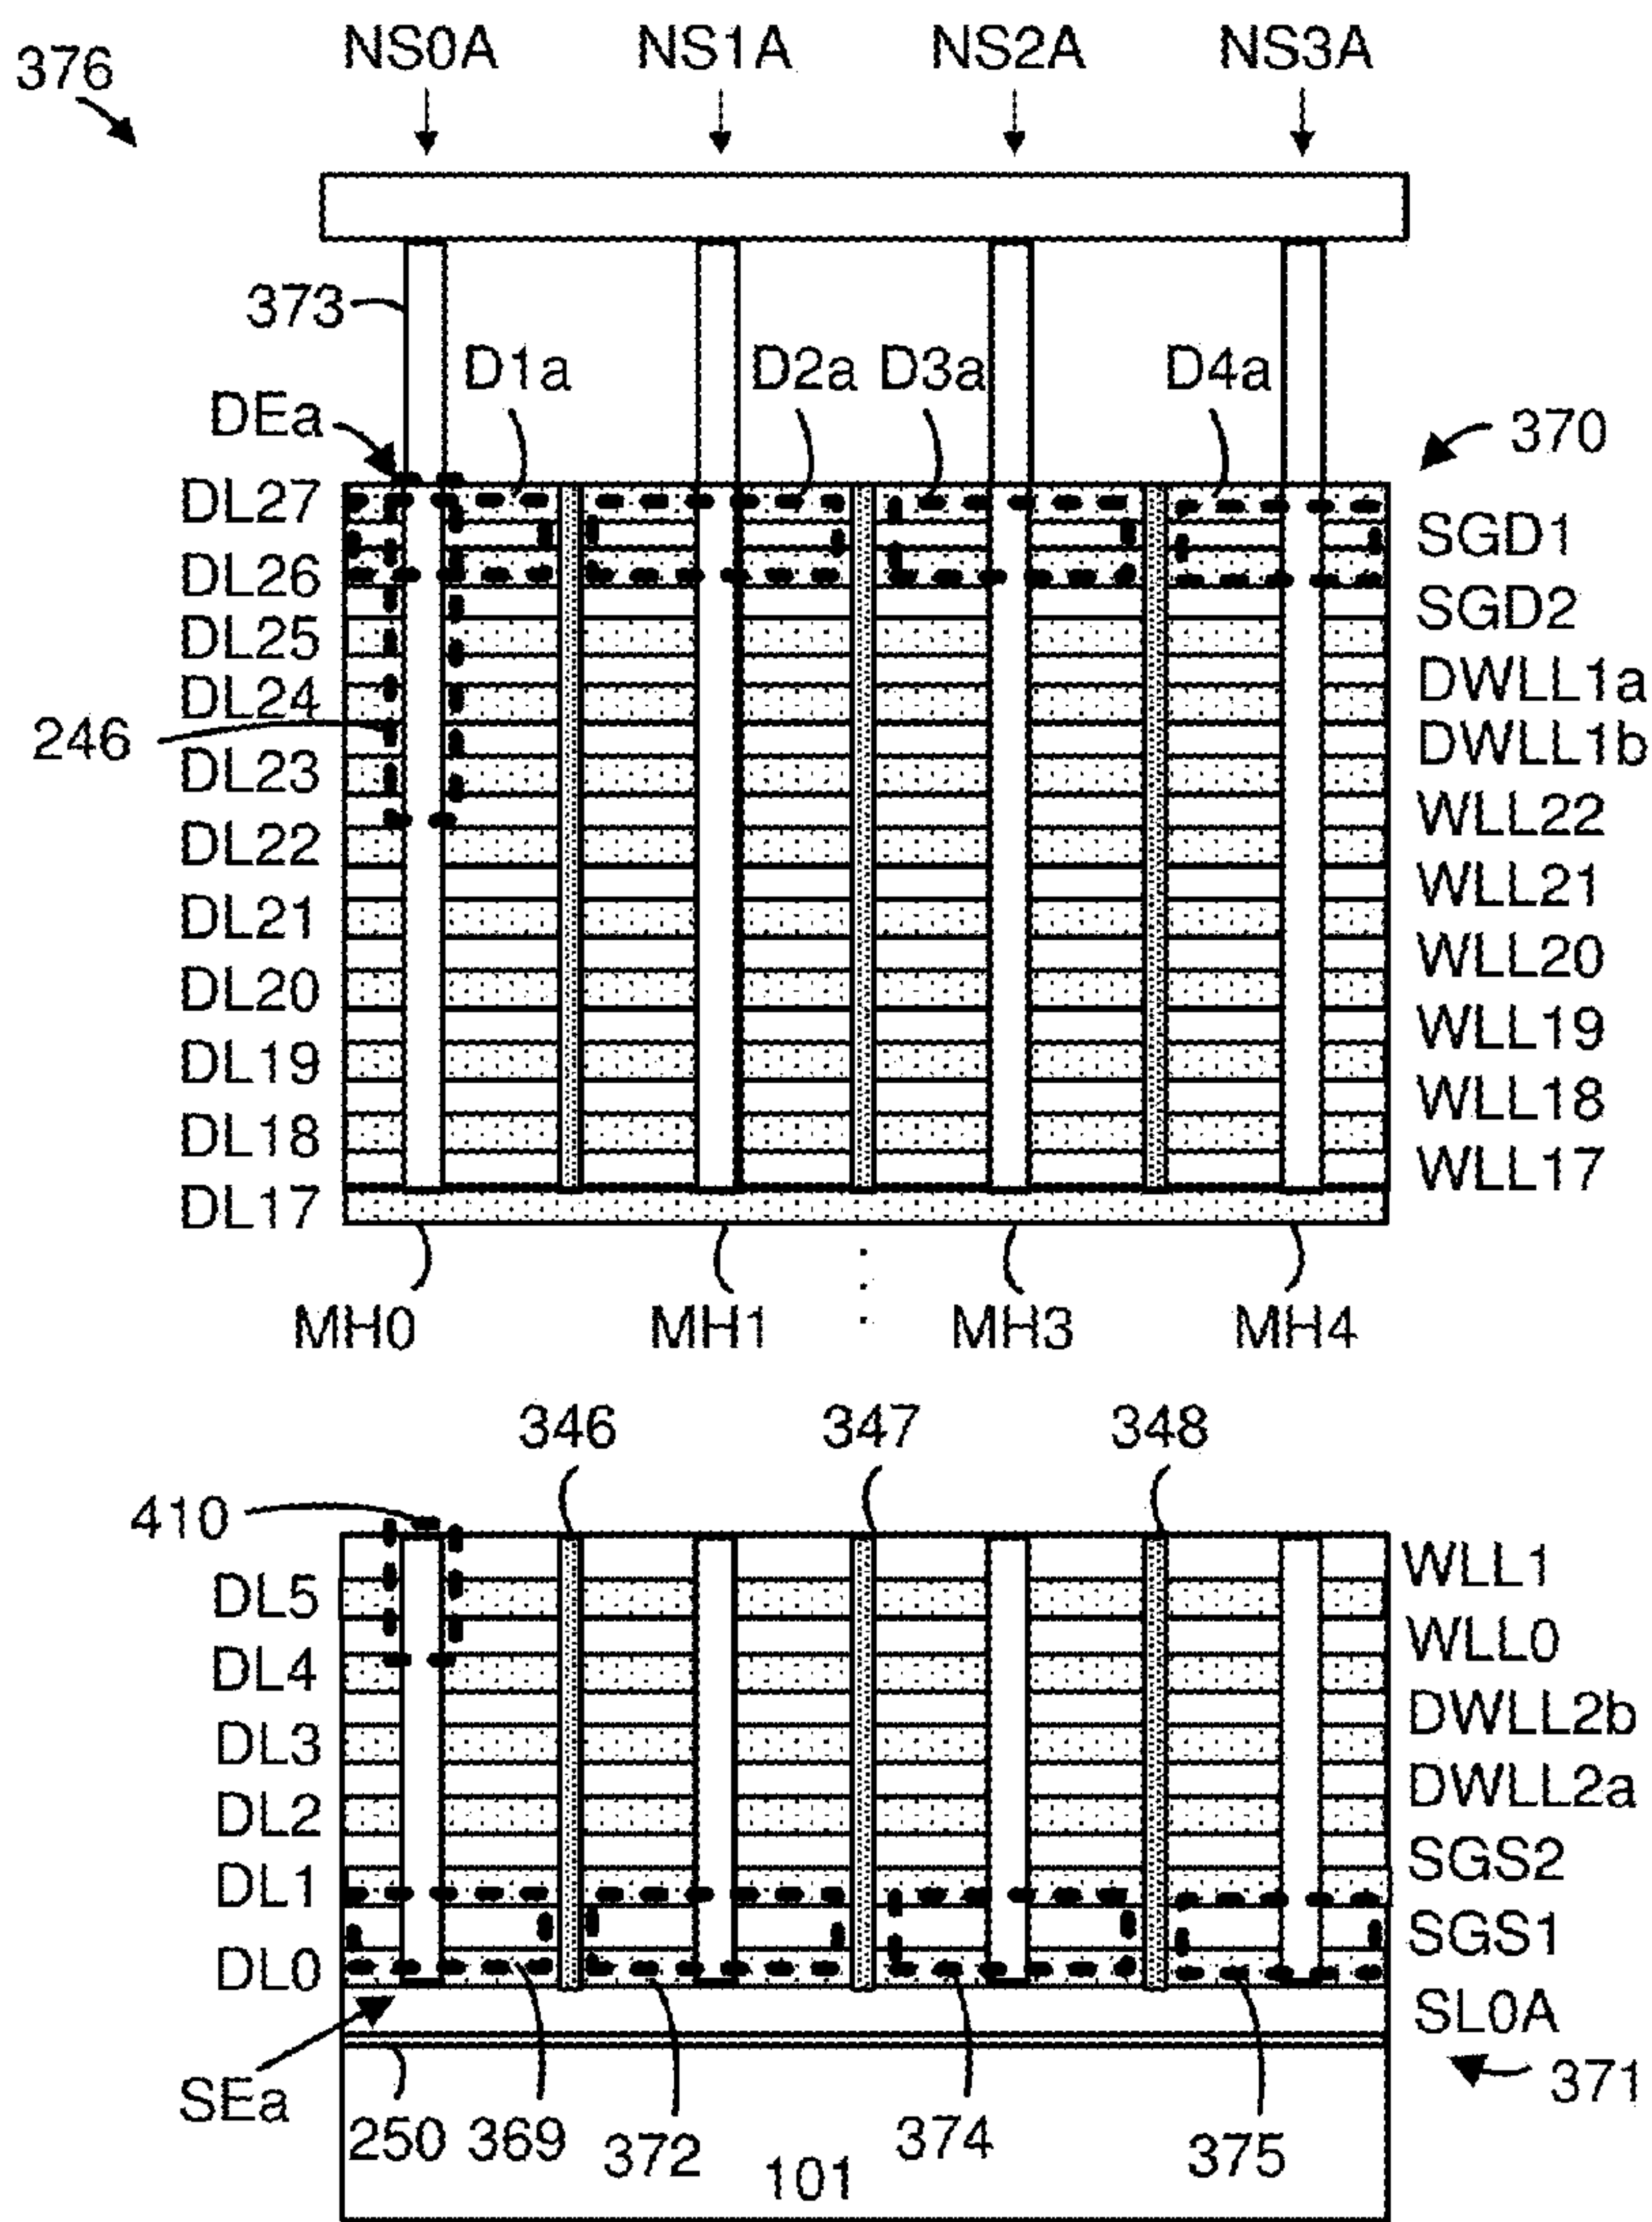 376
NS0A NS1A NS2A NS3A
373
D1a D2a D3a D4a
DEa
370
DL27
SGD1
DL26
SGD2
DL25
DWLL1a
DL24
246
DWLL1b
DL23
WLL22
DL22
WLL21
DL21
WLL20
DL20
WLL19
DL19
WLL18
DL18
WLL17
DL17
MH0 MH1 MH3 MH4
346 347 348
410
WLL1
DL5
WLL0
DL4
DWLL2b
DL3
DWLL2a
DL2
SGS2
DL1
SGS1
DL0
SL0A
371
SEa
250 369 372 374 375
101